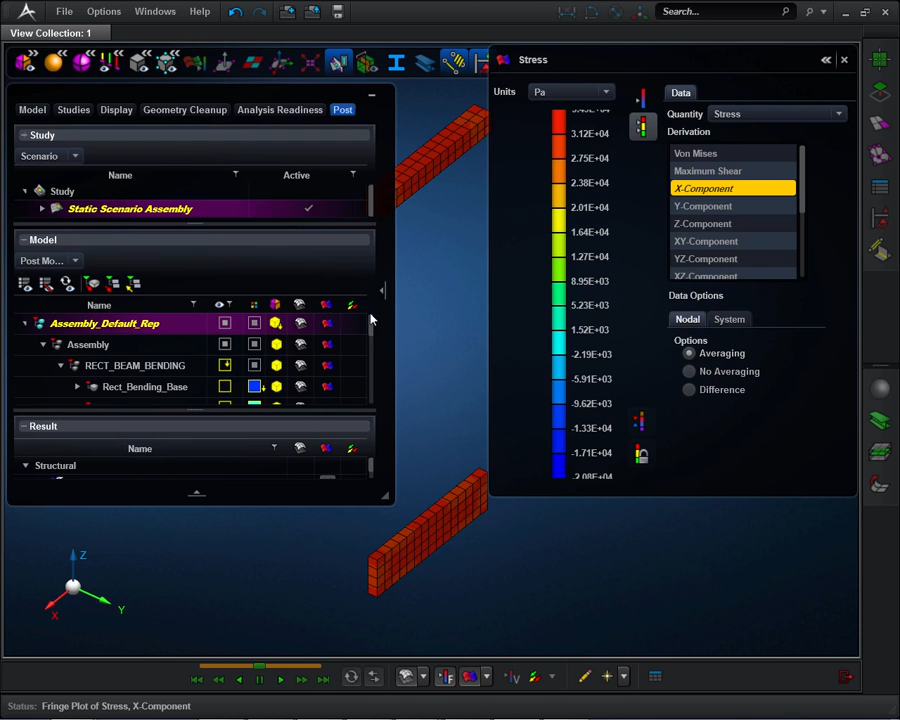 File Options Windows Help Search...
View Collection: 1
Stress
Units Pa Data
Quantity Stress
Derivation
Von Mises
Maximum Shear
X-Component
Y-Component
Z-Component
XY-Component
YZ-Component
XZ-Component
Data Options
Nodal System
Options
Averaging
No Averaging
Difference
3.12E+04
2.75E+04
2.38E+04
2.01E+04
1.64E+04
1.27E+04
8.95E+03
5.23E+03
1.52E+03
-2.19E+03
-5.91E+03
-9.62E+03
-1.33E+04
-1.71E+04
-2.08E+04
Model Studies Display Geometry Cleanup Analysis Readiness Post
Study
Scenario
Name Active
Study
Static Scenario Assembly
Model
Post Mo...
Name
Assembly_Default_Rep
Assembly
RECT_BEAM_BENDING
Rect_Bending_Base
Result
Name
Structural
Z
X
Y
F
V
Status: Fringe Plot of Stress, X-Component